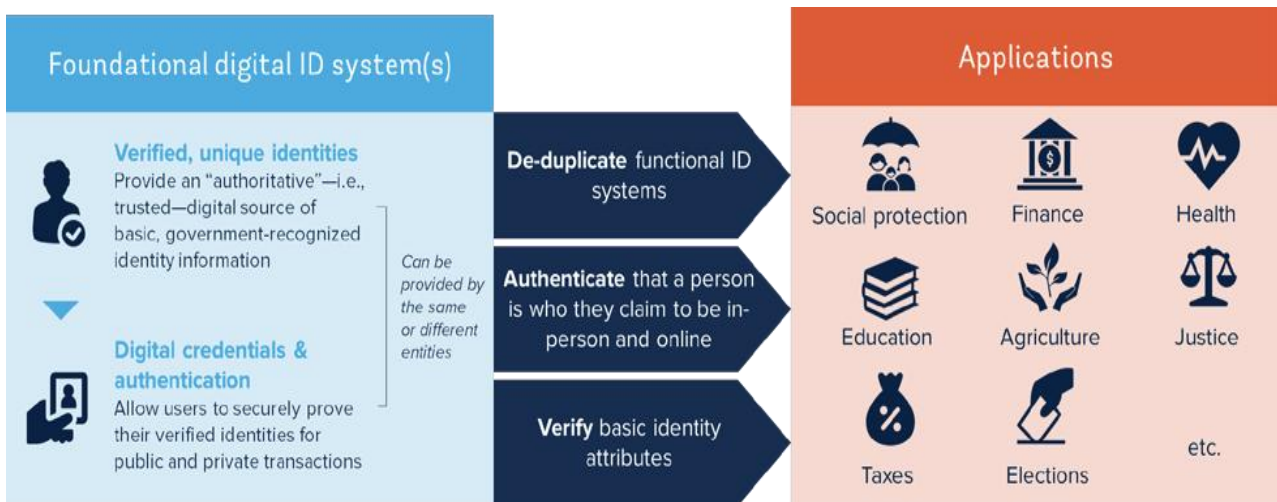 Foundational digital ID system(s)
Verified, unique identities
Provide an “authoritative”—i.e.,
trusted—digital source of
basic, government-recognized
identity information
Digital credentials &
authentication
Allow users to securely prove
their verified identities for
public and private transactions
Can be
provided by
the same
or different
entities
De-duplicate functional ID
systems
Authenticate that a person
is who they claim to be in-
person and online
Verify basic identity
attributes
Applications
Social protection
Finance
Health
Education
Agriculture
Justice
Taxes
Elections
etc.